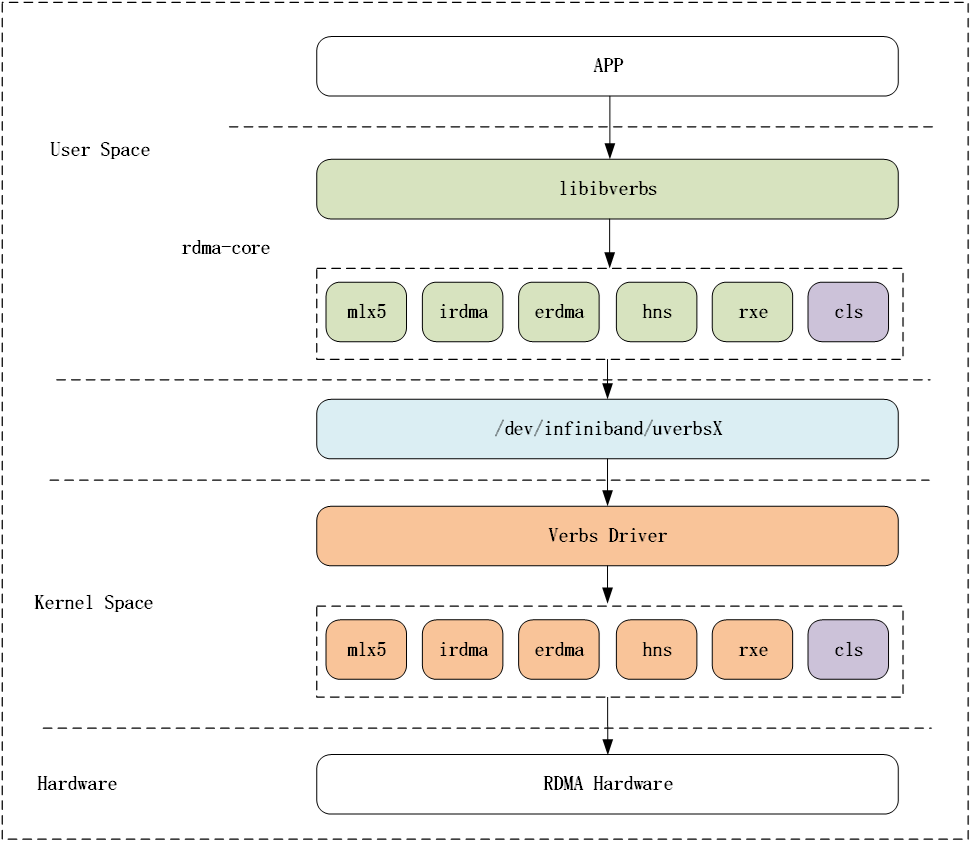 APP
User Space
libibverbs
rdma-core
mlx5 irdma erdma hns rxe cls
/dev/infiniband/uverbsX
Verbs Driver
Kernel Space
mlx5 irdma erdma hns rxe cls
Hardware
RDMA Hardware